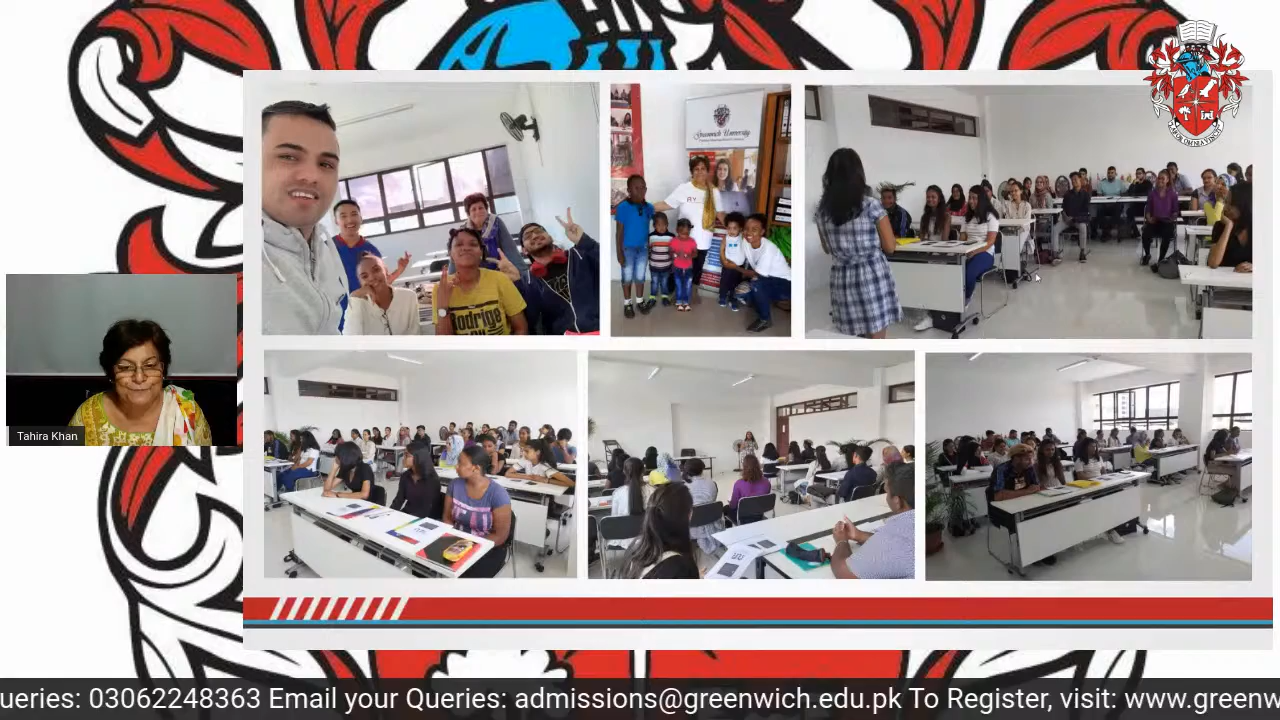 Greenwich University
Rodrige
Tahira Khan
ueries: 03062248363 Email your Queries: admissions@greenwich.edu.pk To Register, visit: www.greenw